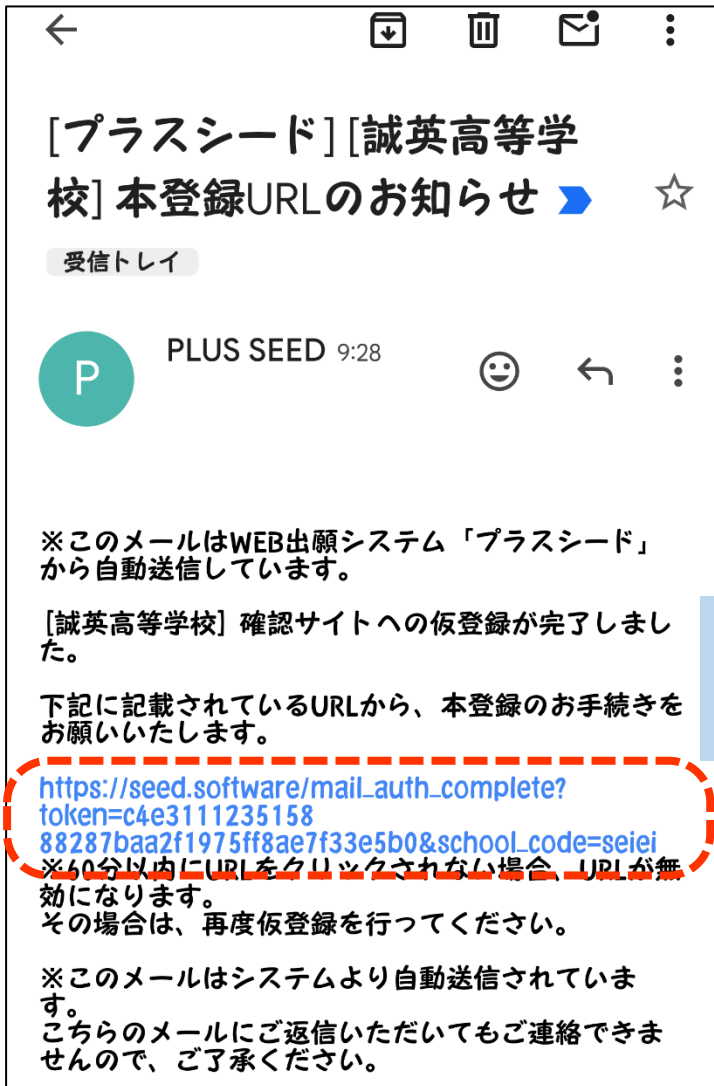 [プラスシード] [誠英高等学
校] 本登録URLのお知らせ
受信トレイ
P
PLUS SEED 9:28
※このメールはWEB出願システム「プラスシード」
から自動送信しています。
[誠英高等学校] 確認サイトへの仮登録が完了しまし
た。
下記に記載されているURLから、本登録のお手続きを
お願いいたします。
https://seed.software/mail_auth_complete?
token=c4e3111235158
88287baa2f1975ff8ae7f33e5b0&school_code=seiei
※60分以内にURLをクリックされない場合、URLが無
効になります。
その場合は、再度仮登録を行ってください。
※このメールはシステムより自動送信されていま
す。
こちらのメールにご返信いただいてもご連絡できま
せんので、ご了承ください。